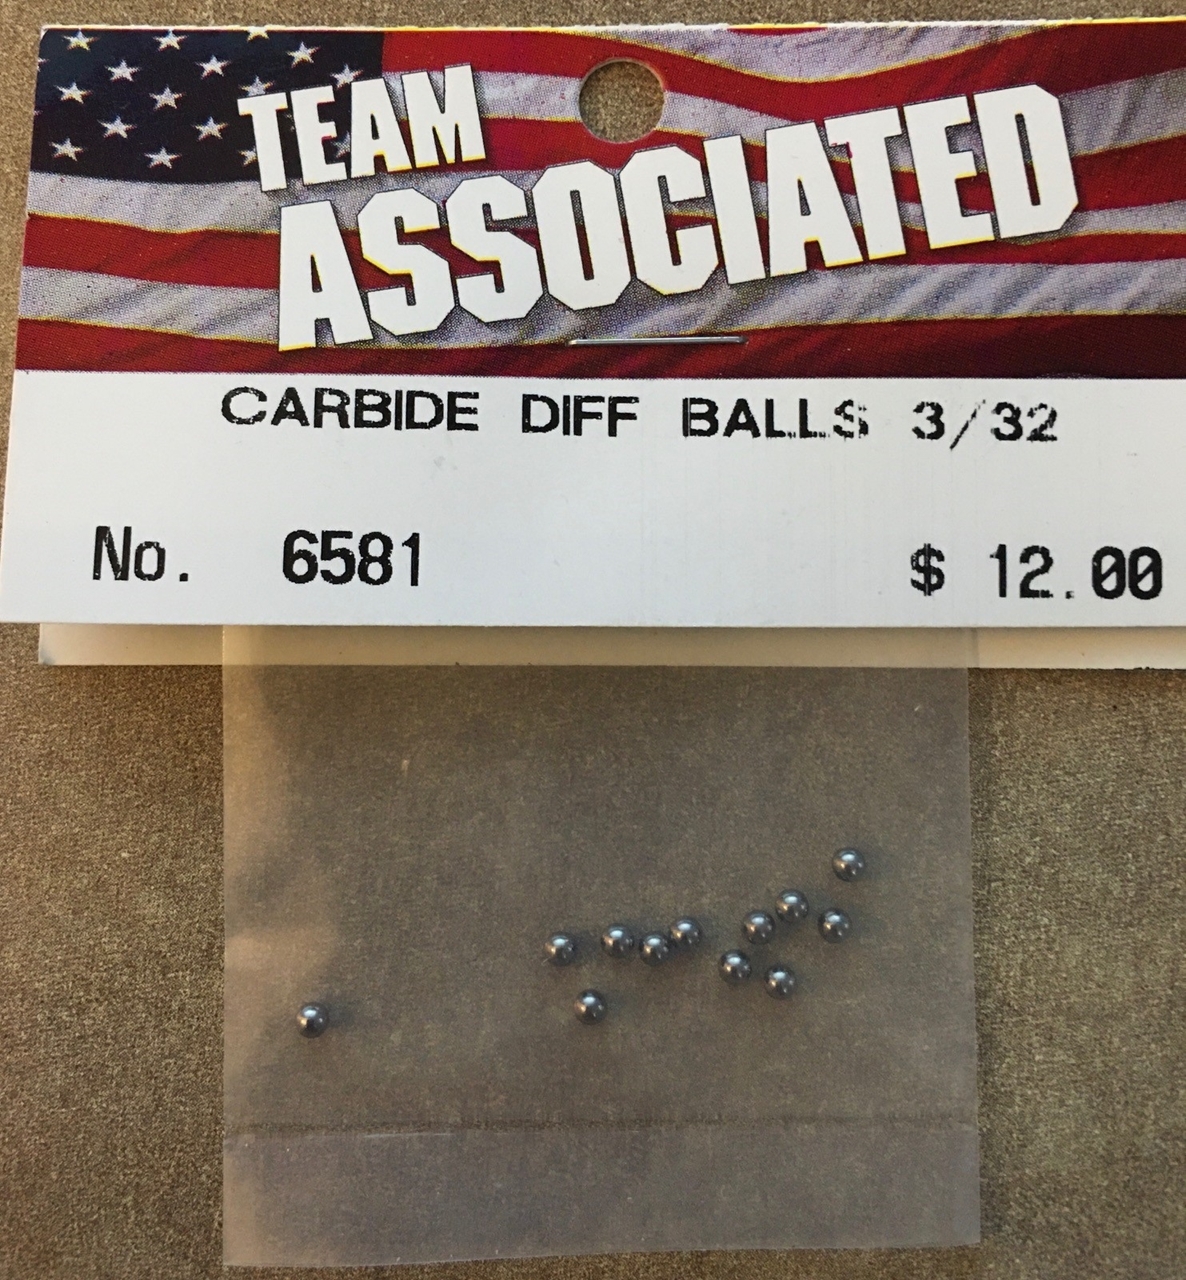 TEAM
ASSOCIATED
CARBIDE DIFF BALLS 3/32
No. 6581 $ 12.00